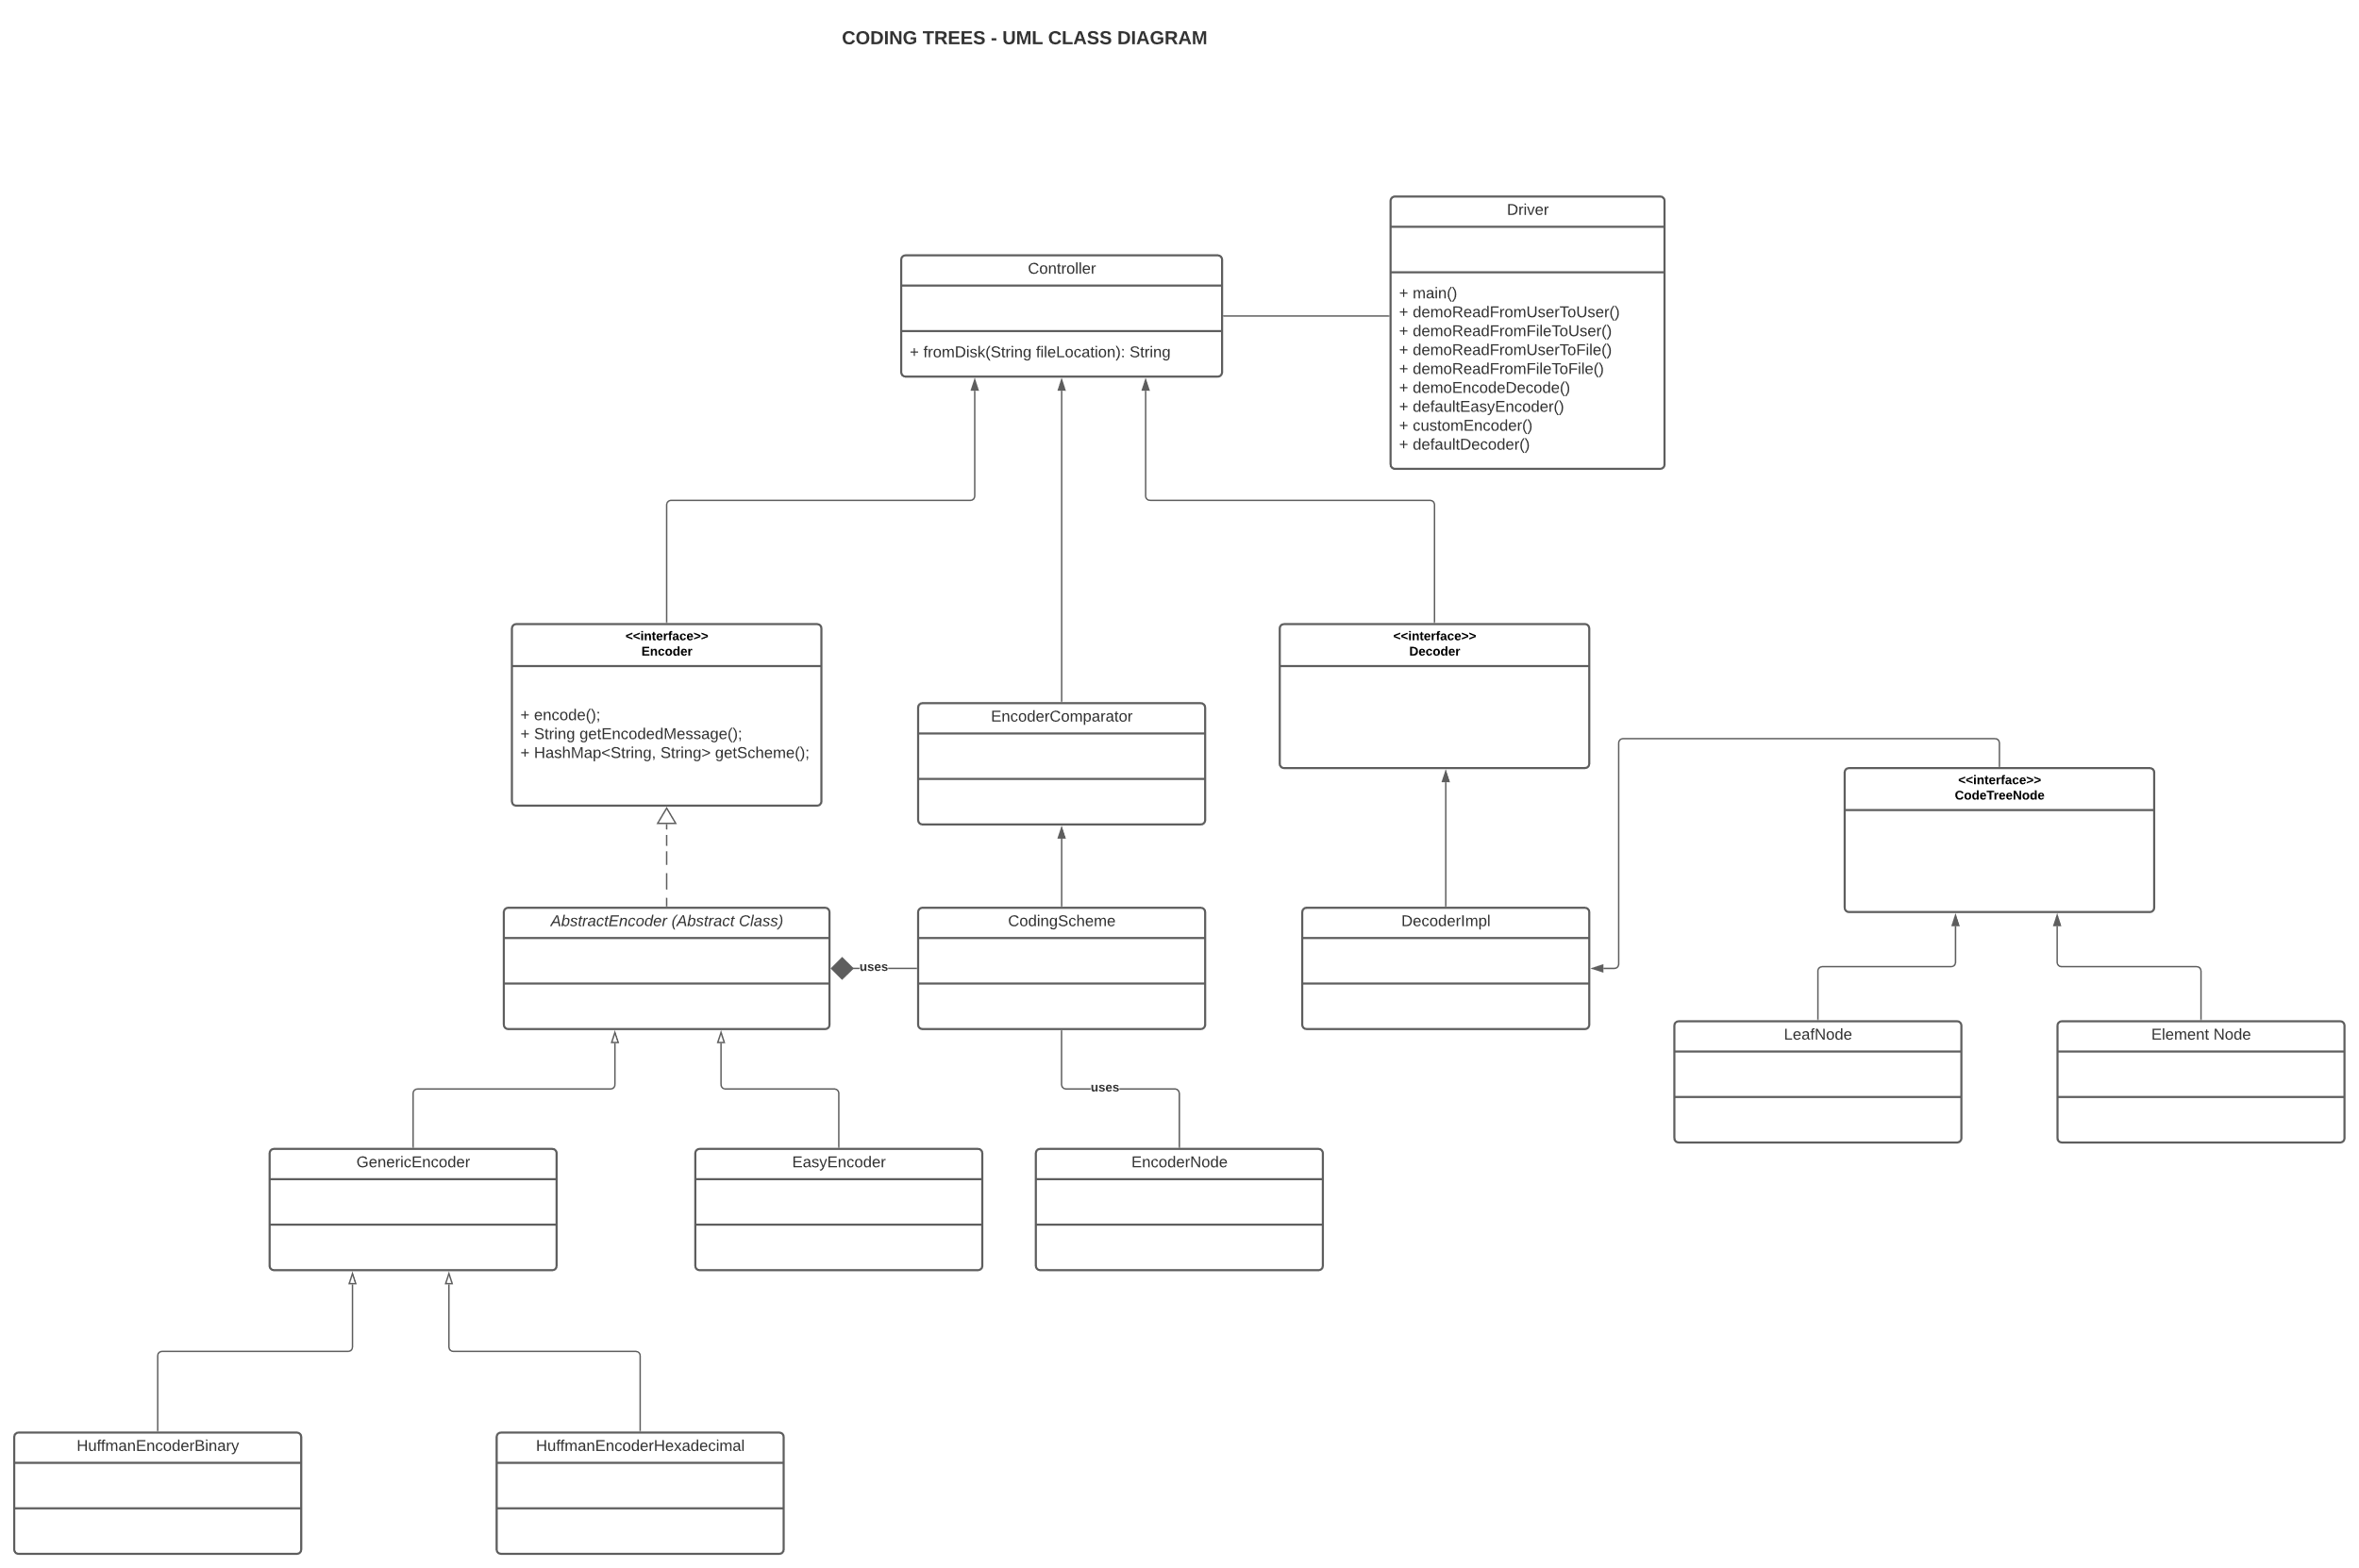 CODING TREES - UML CLASS DIAGRAM
Driver
+ main()
+ demoReadFromUserToUser()
+ demoReadFromFileToUser()
+ demoReadFromUserToFile()
+ demoReadFromFileToFile()
+ demoEncodeDecode()
+ defaultEasyEncoder()
+ customEncoder()
+ defaultDecoder()
Controller
+ fromDisk(String fileLocation): String
<<interface>>
Encoder
+ encode();
+ String getEncodedMessage();
+ HashMap<String, String> getScheme();
EncoderComparator
<<interface>>
Decoder
<<interface>>
CodeTreeNode
AbstractEncoder (Abstract Class)
uses
CodingScheme
DecoderImpl
LeafNode
Element Node
uses
GenericEncoder
EasyEncoder
EncoderNode
HuffmanEncoderBinary
HuffmanEncoderHexadecimal